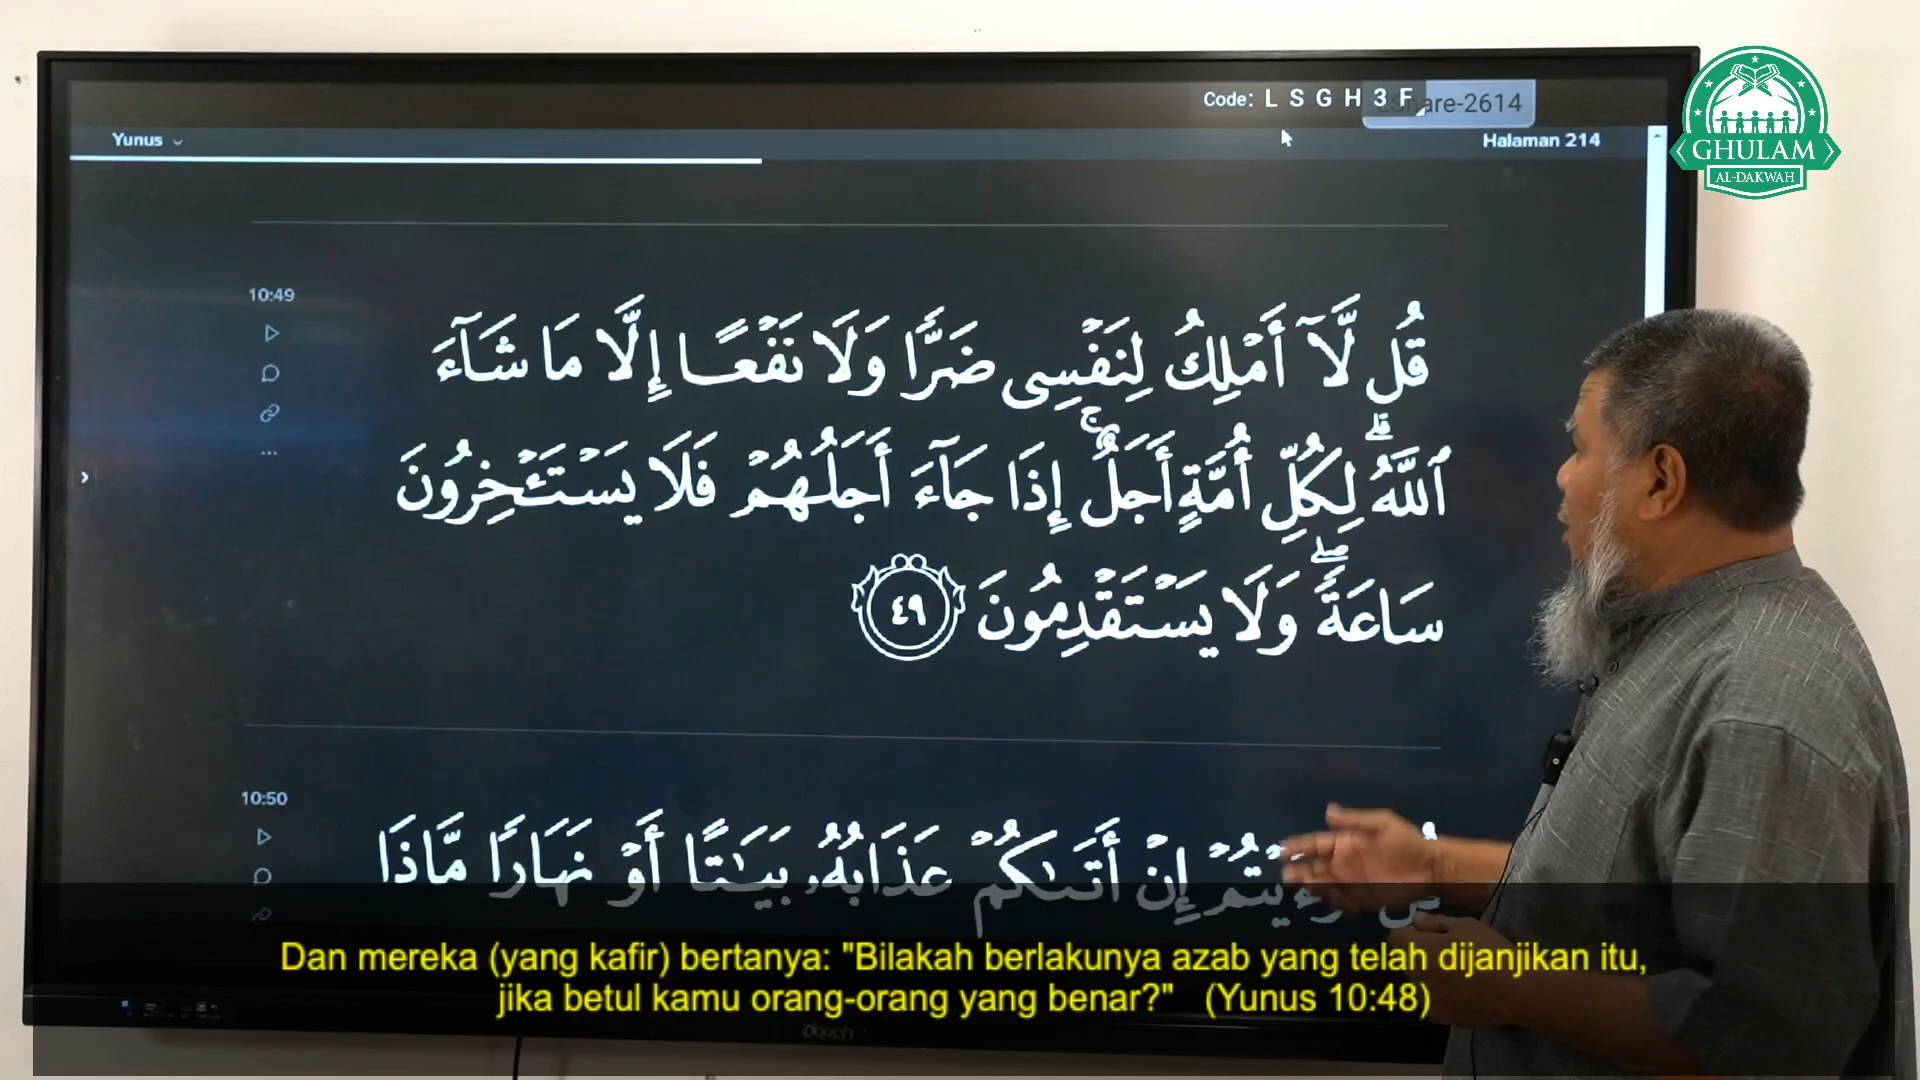 Code: L S G H 3 F
are-2614
Yunus
Halaman 214
GHULAM
AL-DAKWAH
10:49
قُل لَّآ أَمْلِكُ لِنَفْسِى ضَرًّا وَلَا نَفْعًا إِلَّا مَا شَآءَ
ٱللَّهُ ۗ لِكُلِّ أُمَّةٍ أَجَلٌ ۚ إِذَا جَآءَ أَجَلُهُمْ فَلَا يَسْتَـْٔخِرُونَ
سَاعَةً ۖ وَلَا يَسْتَقْدِمُونَ ٤٩
10:50
إِنْ أَتَىٰكُمْ عَذَابُهُۥ بَيَـٰتًا أَوْ نَهَارًا مَّاذَا
Dan mereka (yang kafir) bertanya: "Bilakah berlakunya azab yang telah dijanjikan itu,
jika betul kamu orang-orang yang benar?" (Yunus 10:48)